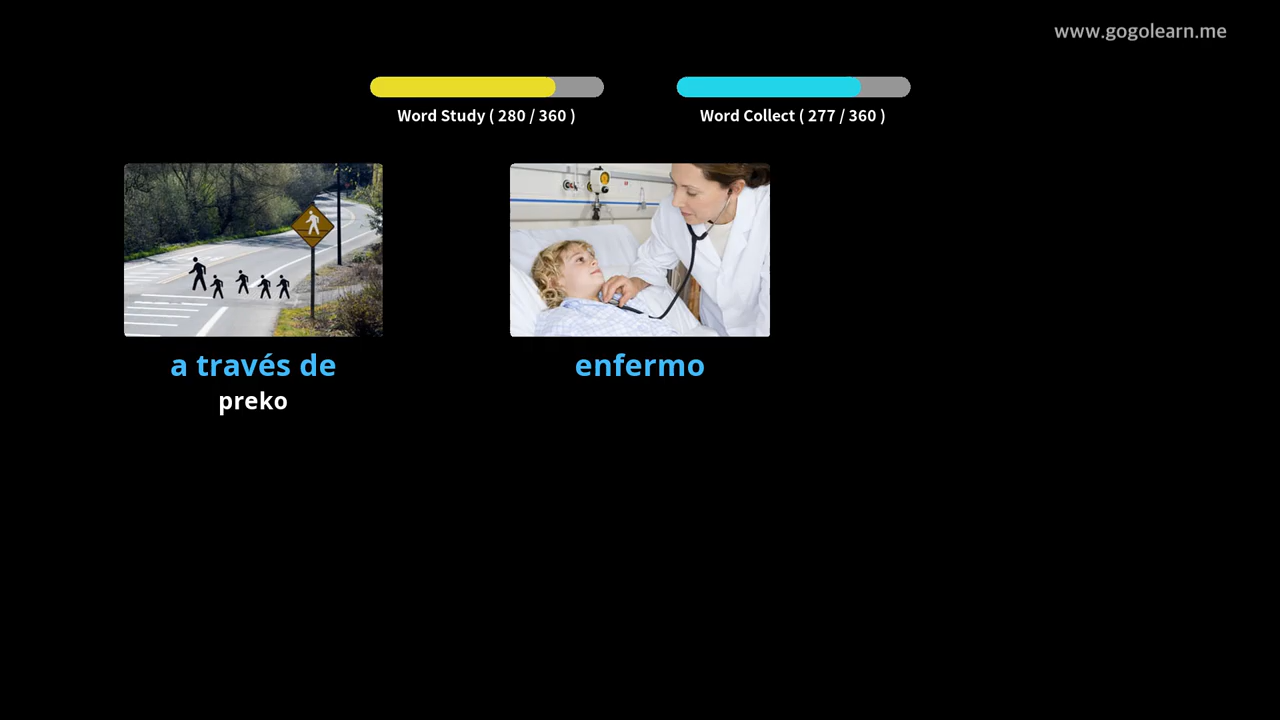 www.gogolearn.me
Word Study ( 280 / 360 )
Word Collect ( 277 / 360 )
a través de
preko
enfermo